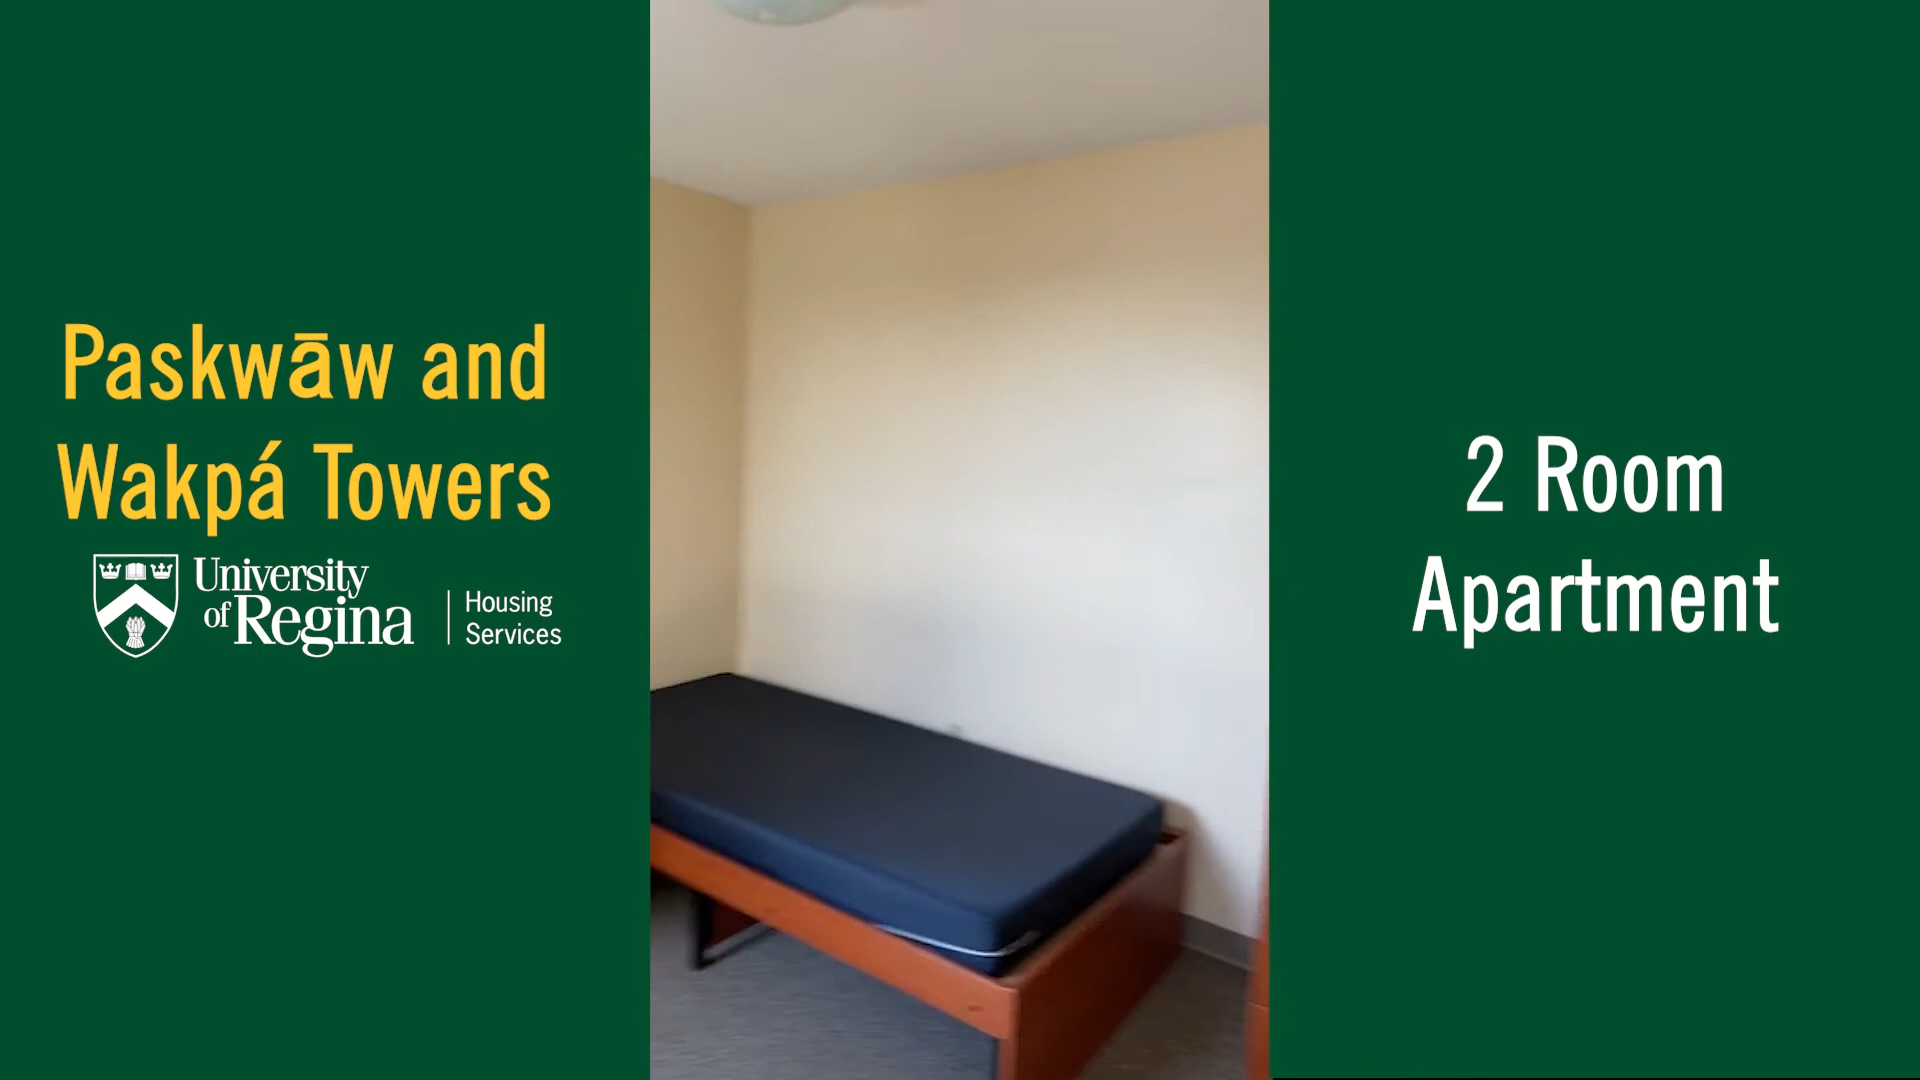 Paskwāw and
Wakpá Towers
University
of Regina
Housing
Services
2 Room
Apartment